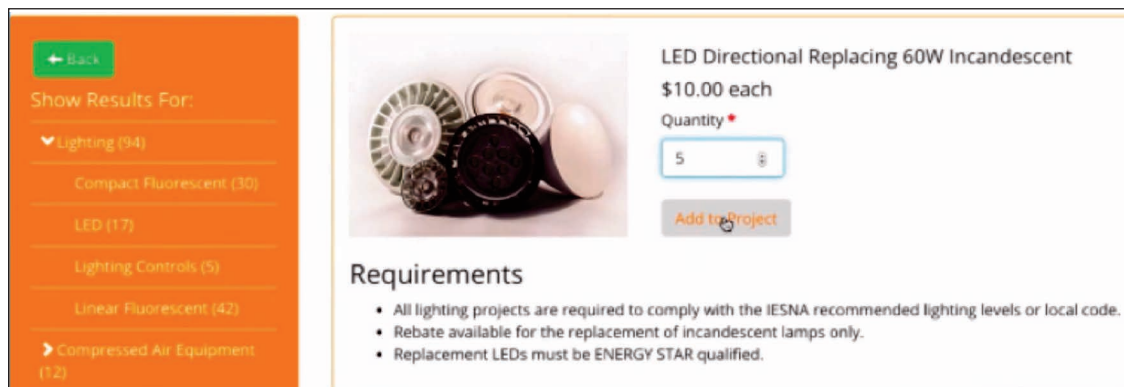 Back
Show Results For:
Lighting (94)
Compact Fluorescent (30)
LED (17)
Lighting Controls (5)
Linear Fluorescent (42)
Compressed Air Equipment
(12)
LED Directional Replacing 60W Incandescent
$10.00 each
Quantity *
5
Add to Project
Requirements
• All lighting projects are required to comply with the IESNA recommended lighting levels or local code.
• Rebate available for the replacement of incandescent lamps only.
• Replacement LEDs must be ENERGY STAR qualified.